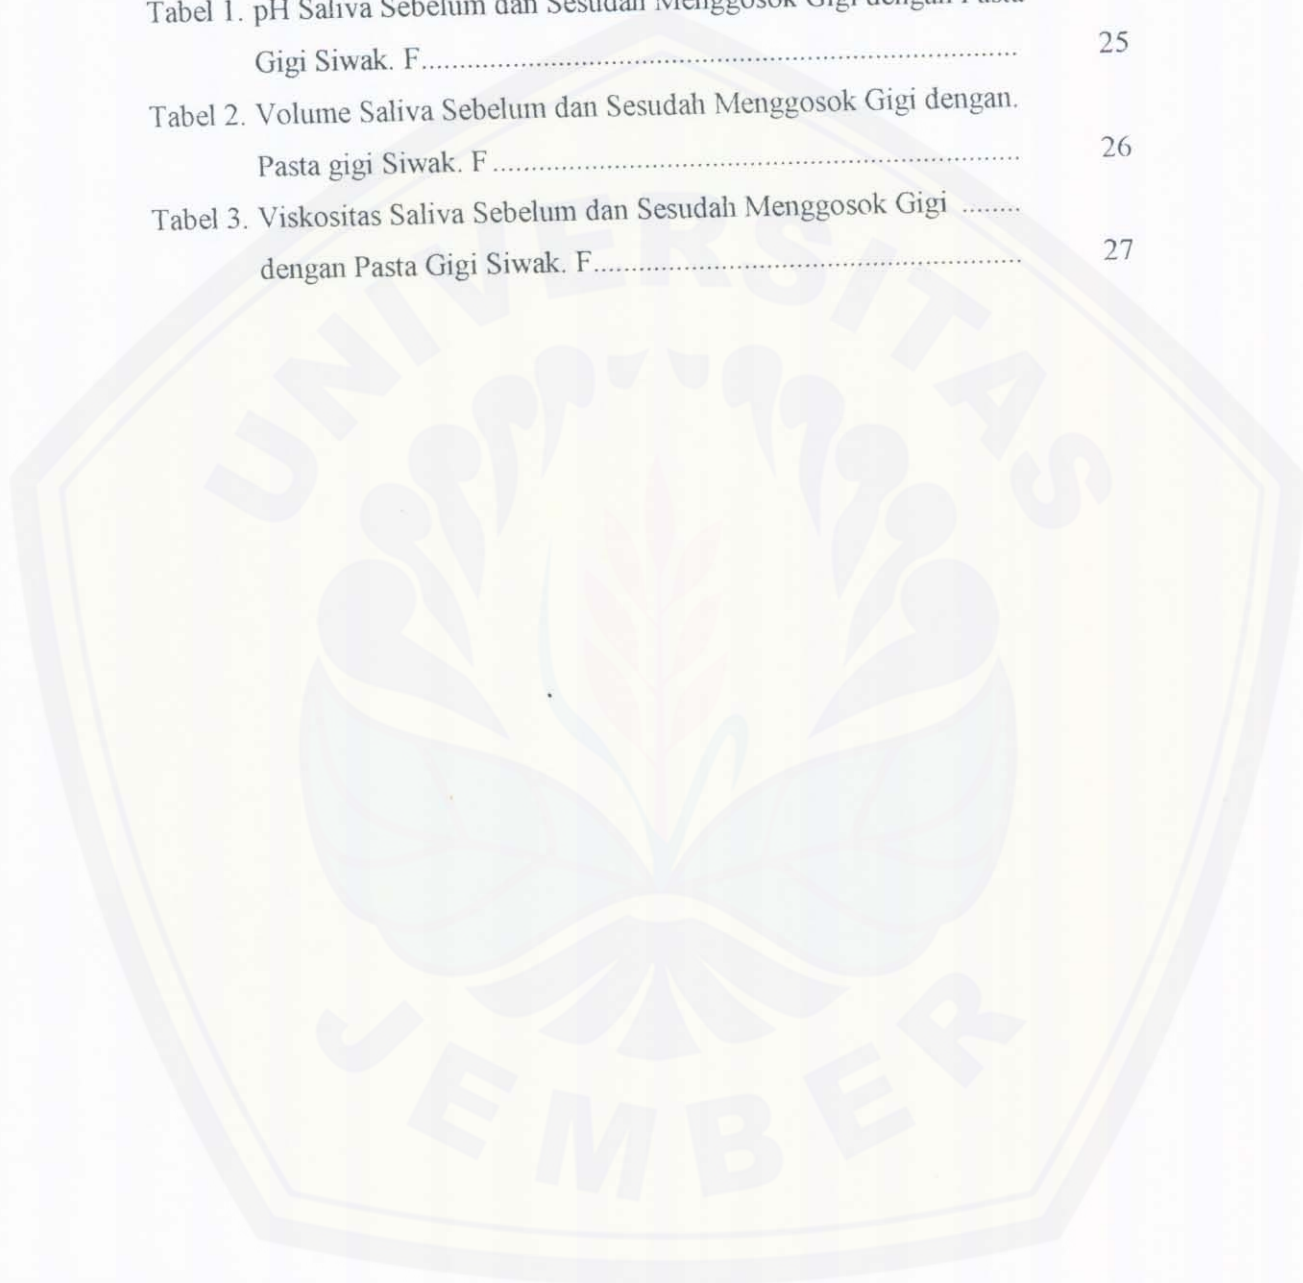 Tabel 1. pH Saliva Sebelum dan Sesudah Menggosok Gigi dengan Pasta
Gigi Siwak. F.................................................................................. 25
Tabel 2. Volume Saliva Sebelum dan Sesudah Menggosok Gigi dengan.
Pasta gigi Siwak. F......................................................................... 26
Tabel 3. Viskositas Saliva Sebelum dan Sesudah Menggosok Gigi ........
dengan Pasta Gigi Siwak. F........................................................... 27
UNIVERSITAS
JEMBER